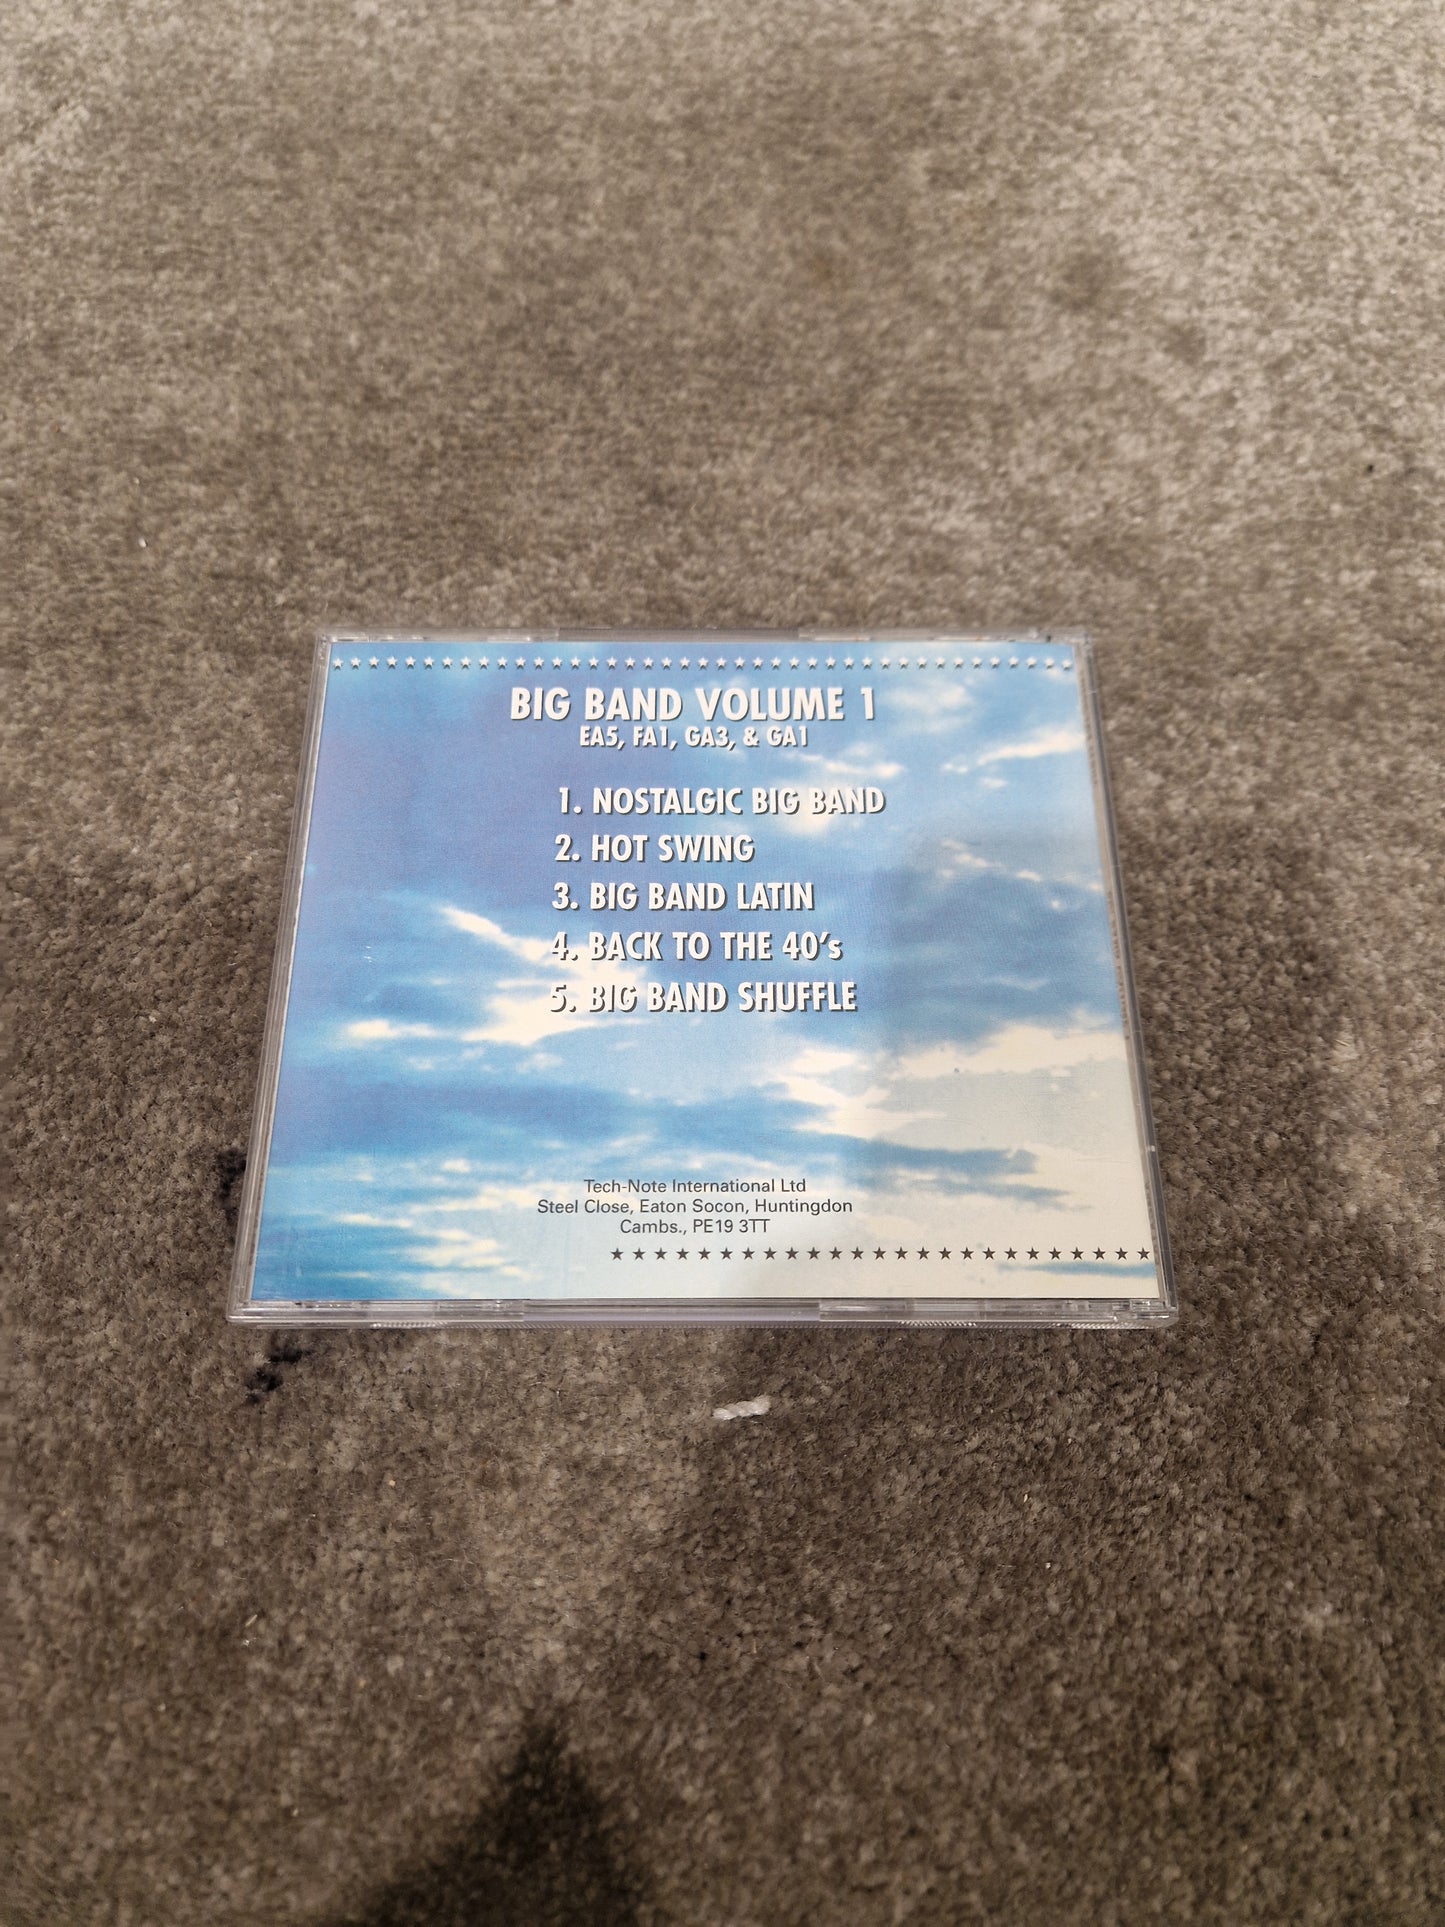 BIG BAND VOLUME 1
EA5, FA1, GA3, & GA1
1. NOSTALGIC BIG BAND
2. HOT SWING
3. BIG BAND LATIN
4. BACK TO THE 40's
5. BIG BAND SHUFFLE
Tech-Note International Ltd
Steel Close, Eaton Socon, Huntingdon
Cambs., PE19 3TT